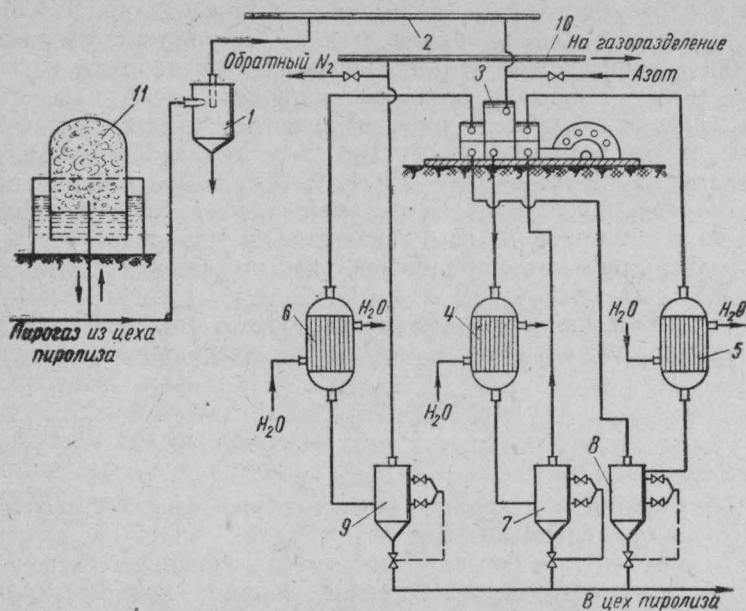 2
10
На газоразделение
Обратный N2
Азот
3
11
1
Пирогаз из цеха
пиролиза
6
H2O
4
H2O
H2O
5
H2O
H2O
8
9
7
В цех пиролиза